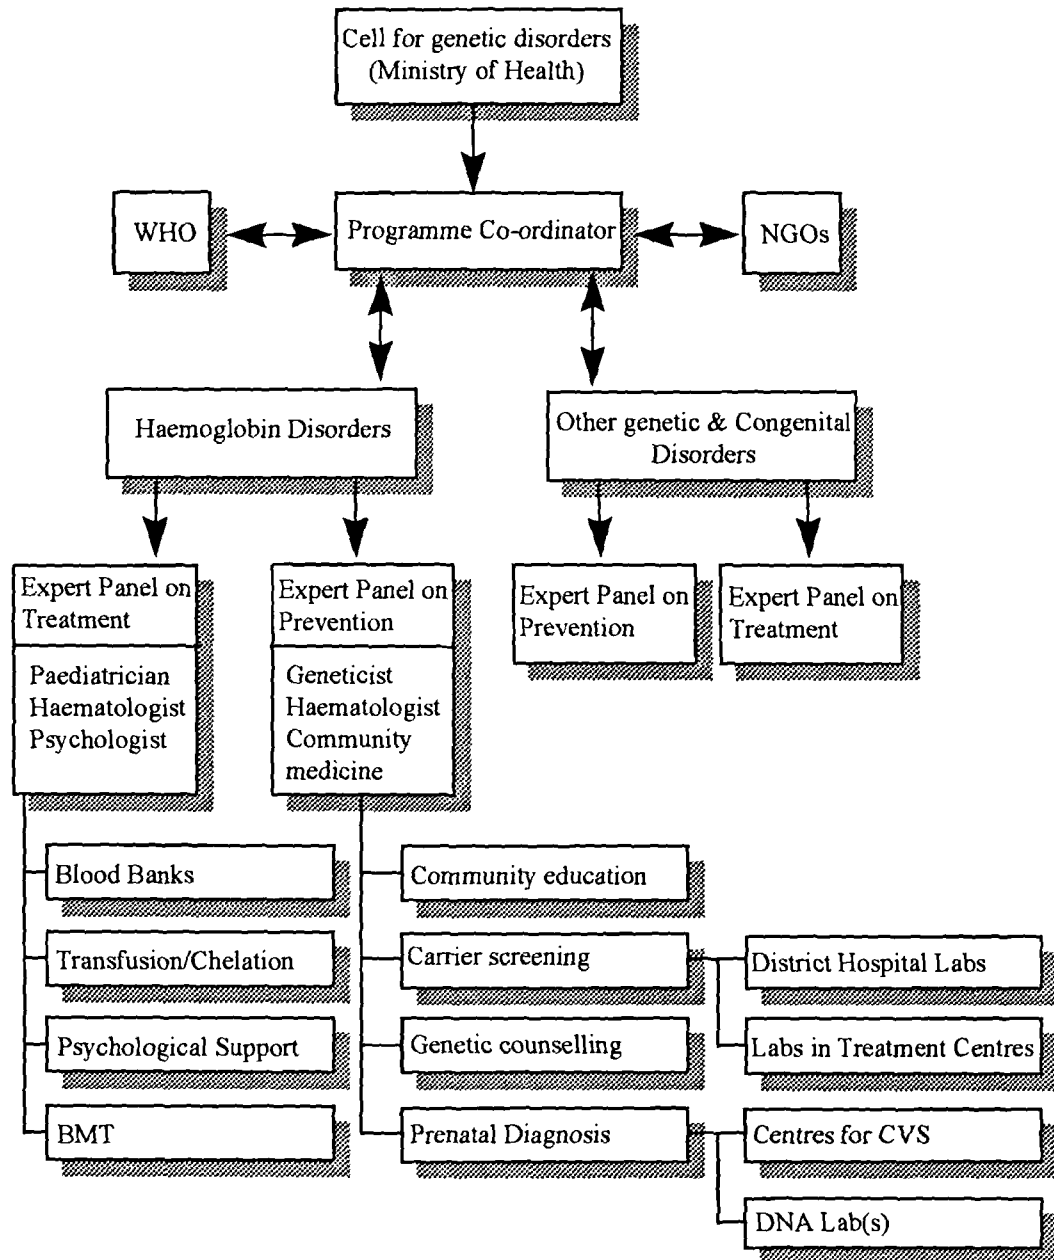 Cell for genetic disorders
(Ministry of Health)
WHO
Programme Co-ordinator
NGOs
Haemoglobin Disorders
Other genetic & Congenital
Disorders
Expert Panel on
Treatment
Paediatrician
Haematologist
Psychologist
Expert Panel on
Prevention
Geneticist
Haematologist
Community
medicine
Expert Panel on
Prevention
Expert Panel on
Treatment
Blood Banks
Transfusion/Chelation
Psychological Support
BMT
Community education
Carrier screening
Genetic counselling
Prenatal Diagnosis
District Hospital Labs
Labs in Treatment Centres
Centres for CVS
DNA Lab(s)